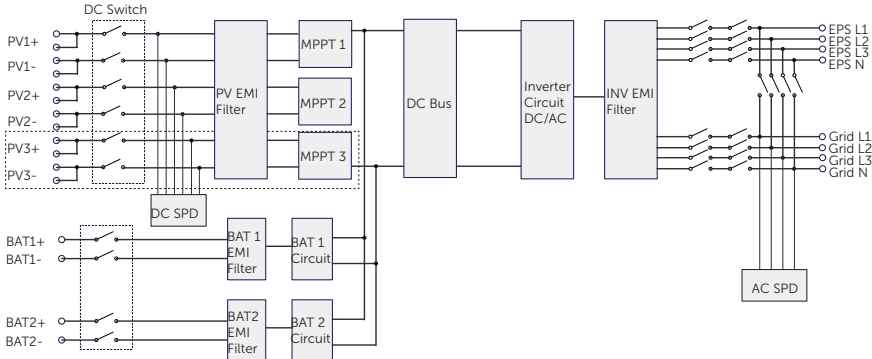 DC Switch
PV1+
PV1-
PV2+
PV2-
PV3+
PV3-
PV EMI
Filter
MPPT 1
MPPT 2
MPPT 3
DC SPD
DC Bus
Inverter
Circuit
DC/AC
INV EMI
Filter
EPS L1
EPS L2
EPS L3
EPS N
Grid L1
Grid L2
Grid L3
Grid N
AC SPD
BAT1+
BAT1-
BAT 1
EMI
Filter
BAT 1
Circuit
BAT2+
BAT2-
BAT2
EMI
Filter
BAT 2
Circuit